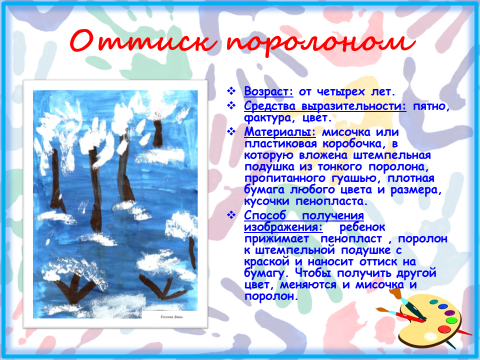 Оттиск поролоном
Возраст: от четырех лет.
Средства выразительности: пятно,
фактура, цвет.
Материалы: мисочка или
пластиковая коробочка, в
которую вложена штемпельная
подушка из тонкого поролона,
пропитанного гуашью, плотная
бумага любого цвета и размера,
кусочки пенопласта.
Способ получения
изображения: ребенок
прижимает пенопласт , поролон
к штемпельной подушке с
краской и наносит оттиск на
бумагу. Чтобы получить другой
цвет, меняются и мисочка и
поролон.